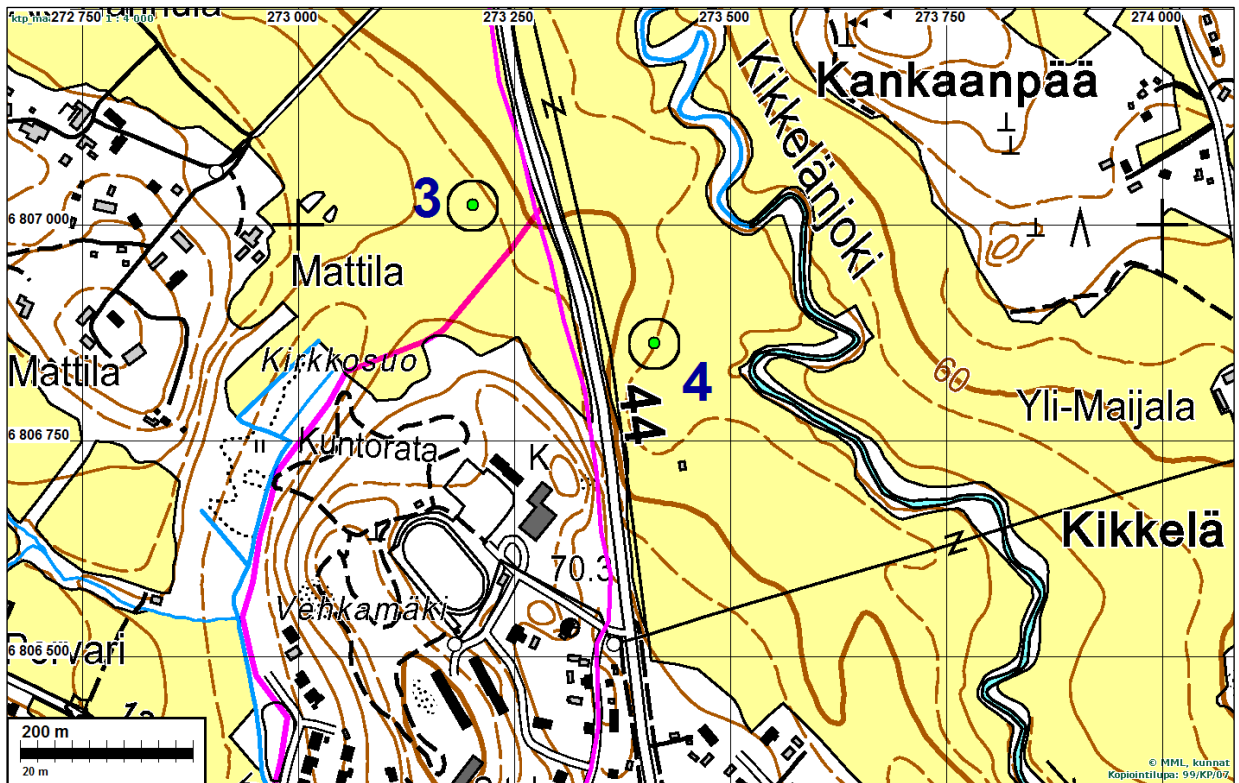 272 750
273 000
273 250
273 500
273 750
274 000
1 : 4 000
Kankaanpää
Kikkelänjoki
3
6 807 000
Mattila
Kirkkosuo
Mattila
4
60
Yli-Maijala
44
6 806 750
Kuntorata
K
Kikkelä
70.3
Vehkamäki
6 806 500
200 m
20 m
© MML, kunnat
Kopiointilupa: 99/KP/07